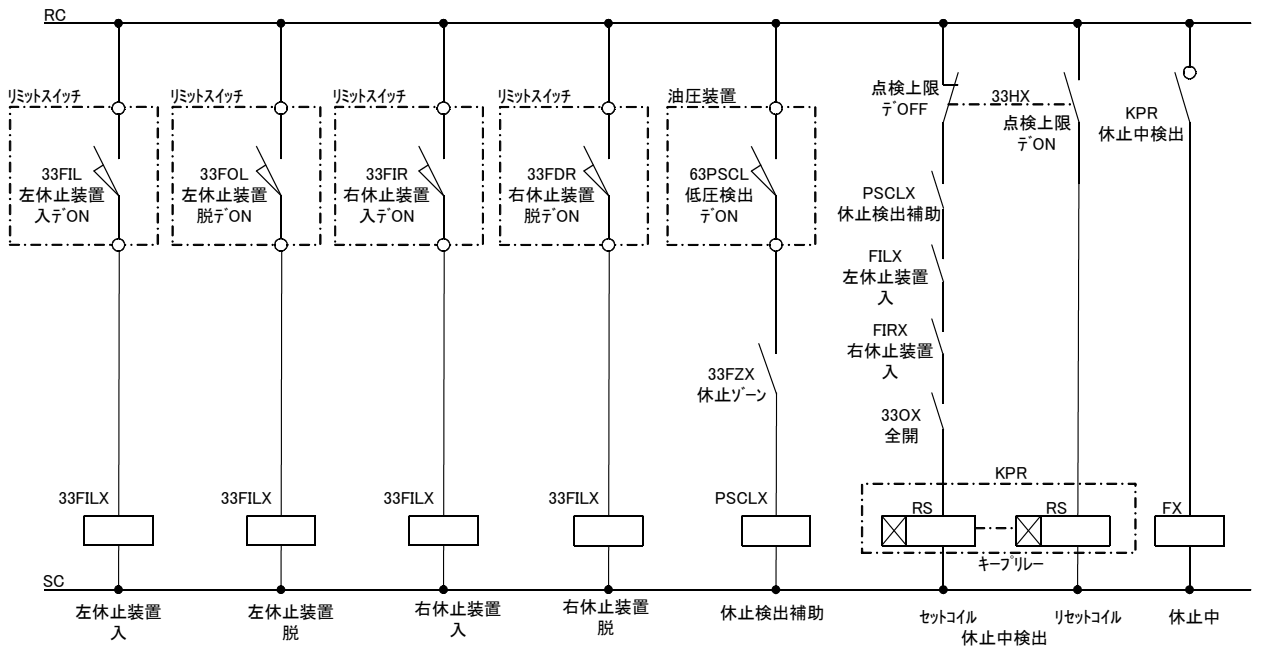 RC
ﾘﾐｯﾄｽｲｯﾁ
33FIL
左休止装置
入ﾃﾞON
ﾘﾐｯﾄｽｲｯﾁ
33FOL
左休止装置
脱ﾃﾞON
ﾘﾐｯﾄｽｲｯﾁ
33FIR
右休止装置
入ﾃﾞON
ﾘﾐｯﾄｽｲｯﾁ
33FDR
右休止装置
脱ﾃﾞON
油圧装置
63PSCL
低圧検出
ﾃﾞON
33FZX
休止ｿﾞｰﾝ
点検上限
ﾃﾞOFF
33HX
点検上限
ﾃﾞON
KPR
休止中検出
PSCLX
休止検出補助
FILX
左休止装置
入
FIRX
右休止装置
入
33OX
全開
KPR
33FILX
33FILX
33FILX
33FILX
PSCLX
RS
RS
FX
ｷｰﾌﾟﾘﾚｰ
SC
左休止装置
入
左休止装置
脱
右休止装置
入
右休止装置
脱
休止検出補助
ｾｯﾄｺｲﾙ
ﾘｾｯﾄｺｲﾙ
休止中検出
休止中